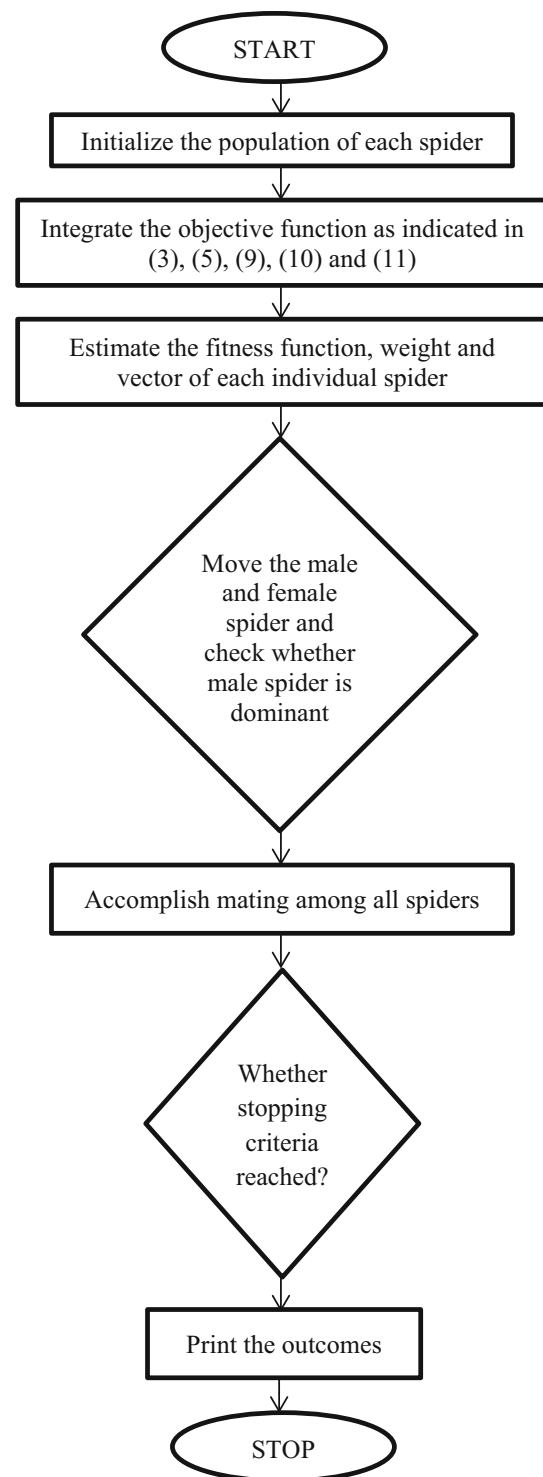 START
Initialize the population of each spider
Integrate the objective function as indicated in
(3), (5), (9), (10) and (11)
Estimate the fitness function, weight and
vector of each individual spider
Move the male
and female
spider and
check whether
male spider is
dominant
Accomplish mating among all spiders
Whether
stopping
criteria
reached?
Print the outcomes
STOP